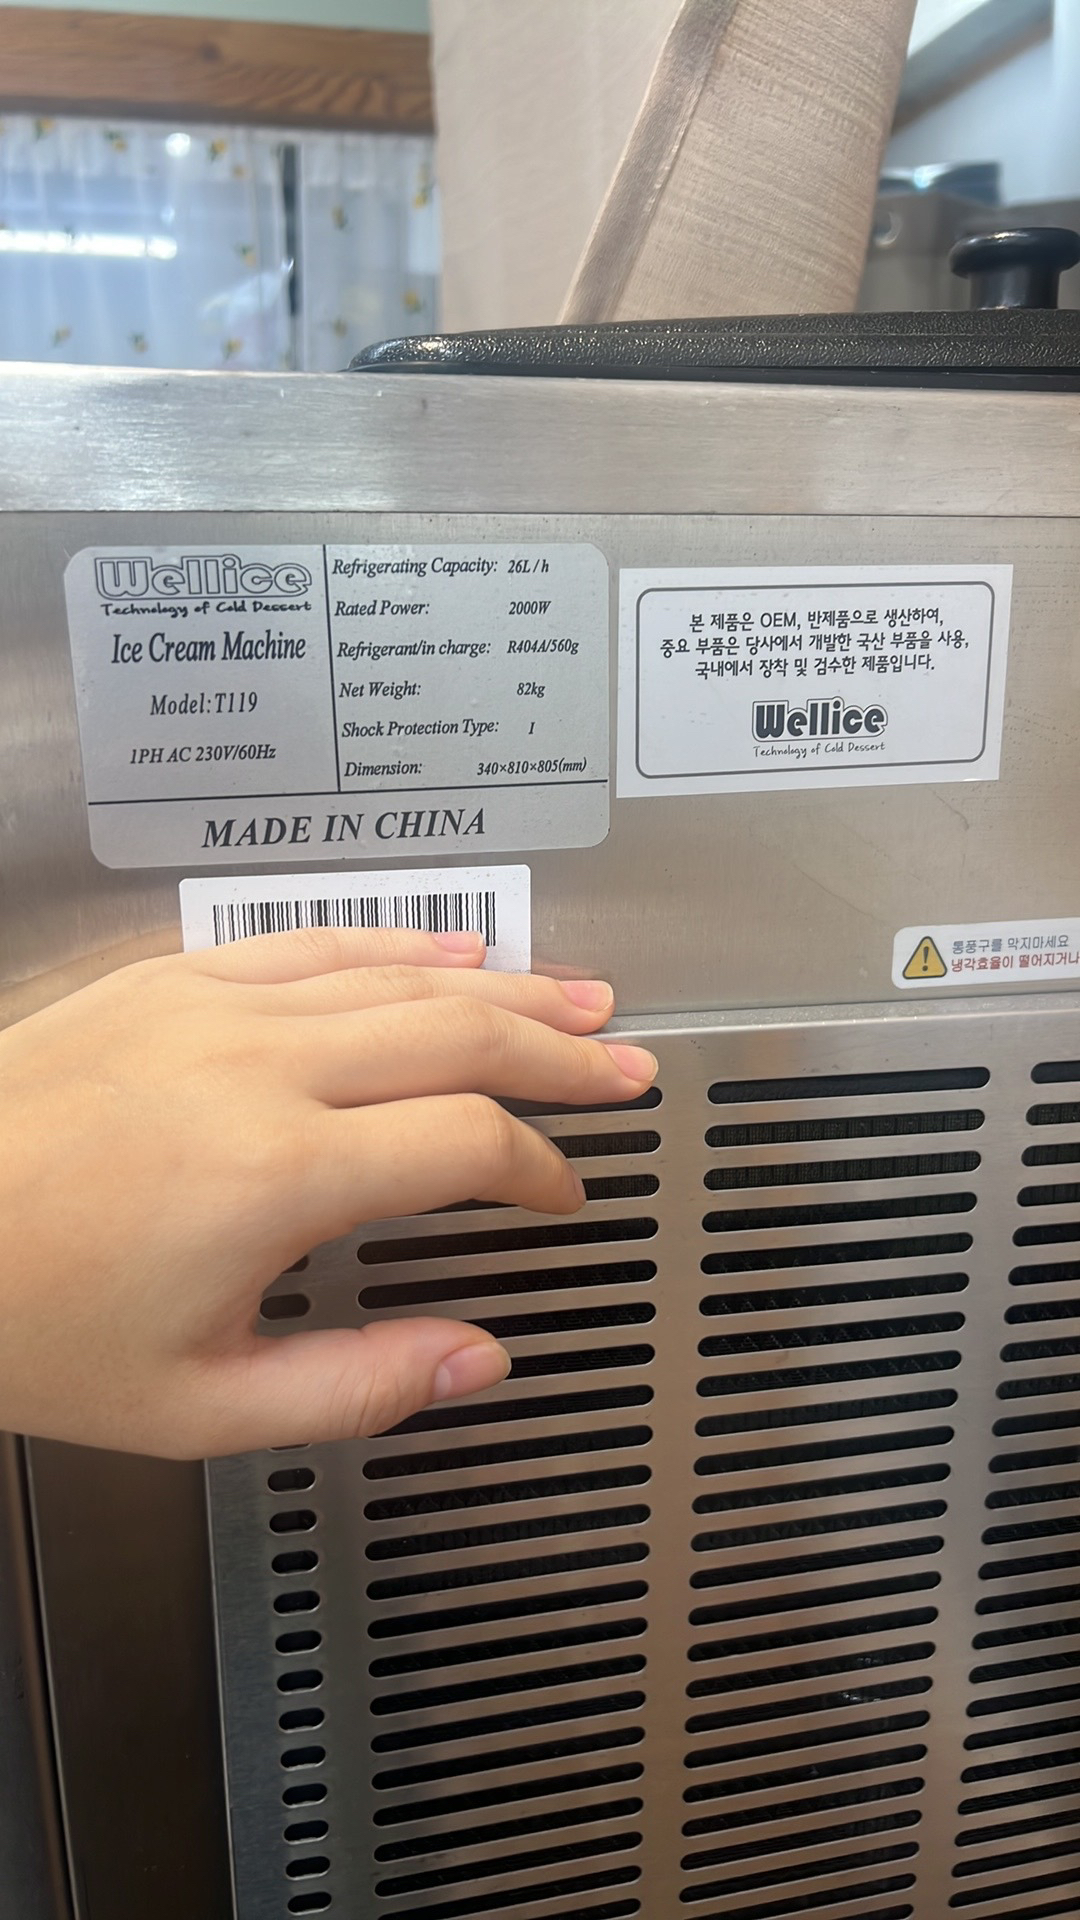 Wellice
Technology of Cold Dessert
Ice Cream Machine
Model:T119
1PH AC 230V/60Hz
Refrigerating Capacity: 26L/h
Rated Power: 2000W
Refrigerant/in charge: R404A/560g
Net Weight: 82kg
Shock Protection Type: I
Dimension: 340×810×805(mm)
MADE IN CHINA
본 제품은 OEM, 반제품으로 생산하여,
중요 부품은 당사에서 개발한 국산 부품을 사용,
국내에서 장착 및 검수한 제품입니다.
Wellice
Technology of Cold Dessert
통풍구를 막지마세요
냉각효율이 떨어지거나